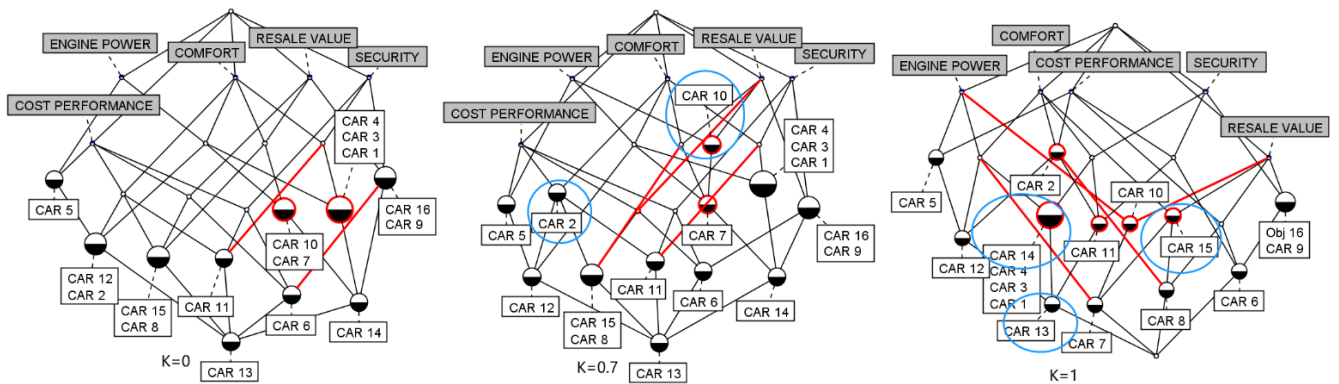 ENGINE POWER
COMFORT
RESALE VALUE
SECURITY
COST PERFORMANCE
CAR 4
CAR 3
CAR 1
CAR 5
CAR 16
CAR 9
CAR 10
CAR 7
CAR 12
CAR 2
CAR 15
CAR 8
CAR 11
CAR 6
CAR 14
CAR 13
K=0
ENGINE POWER
COMFORT
RESALE VALUE
SECURITY
COST PERFORMANCE
CAR 10
CAR 4
CAR 3
CAR 1
CAR 2
CAR 5
CAR 7
CAR 16
CAR 9
CAR 12
CAR 11
CAR 6
CAR 14
CAR 15
CAR 8
CAR 13
K=0.7
COMFORT
ENGINE POWER
COST PERFORMANCE
SECURITY
RESALE VALUE
CAR 5
CAR 2
CAR 10
Obj 16
CAR 9
CAR 15
CAR 11
CAR 12
CAR 14
CAR 4
CAR 3
CAR 1
CAR 6
CAR 13
CAR 7
CAR 8
K=1